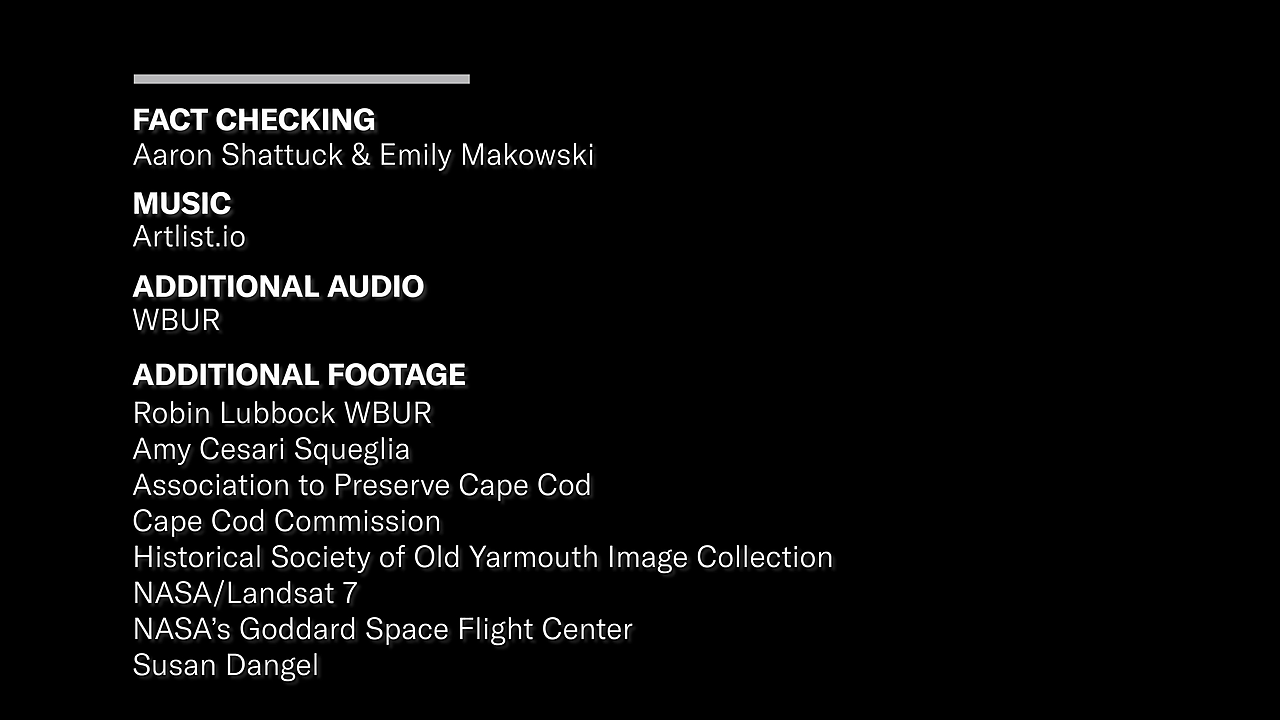 FACT CHECKING
Aaron Shattuck & Emily Makowski
MUSIC
Artlist.io
ADDITIONAL AUDIO
WBUR
ADDITIONAL FOOTAGE
Robin Lubbock WBUR
Amy Cesari Squeglia
Association to Preserve Cape Cod
Cape Cod Commission
Historical Society of Old Yarmouth Image Collection
NASA/Landsat 7
NASA’s Goddard Space Flight Center
Susan Dangel